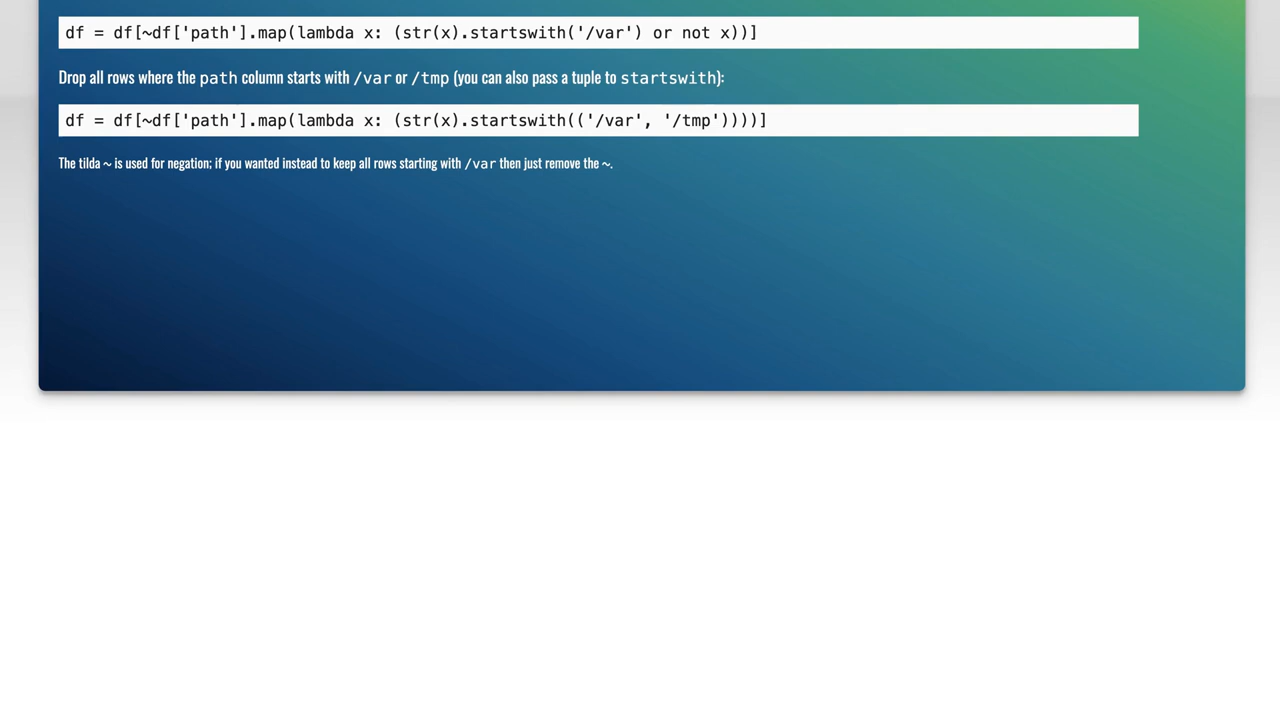 df = df[~df['path'].map(lambda x: (str(x).startswith('/var') or not x))]
Drop all rows where the path column starts with /var or /tmp (you can also pass a tuple to startswith):
df = df[~df['path'].map(lambda x: (str(x).startswith(('/var', '/tmp'))))]
The tilda ~ is used for negation; if you wanted instead to keep all rows starting with /var then just remove the ~.